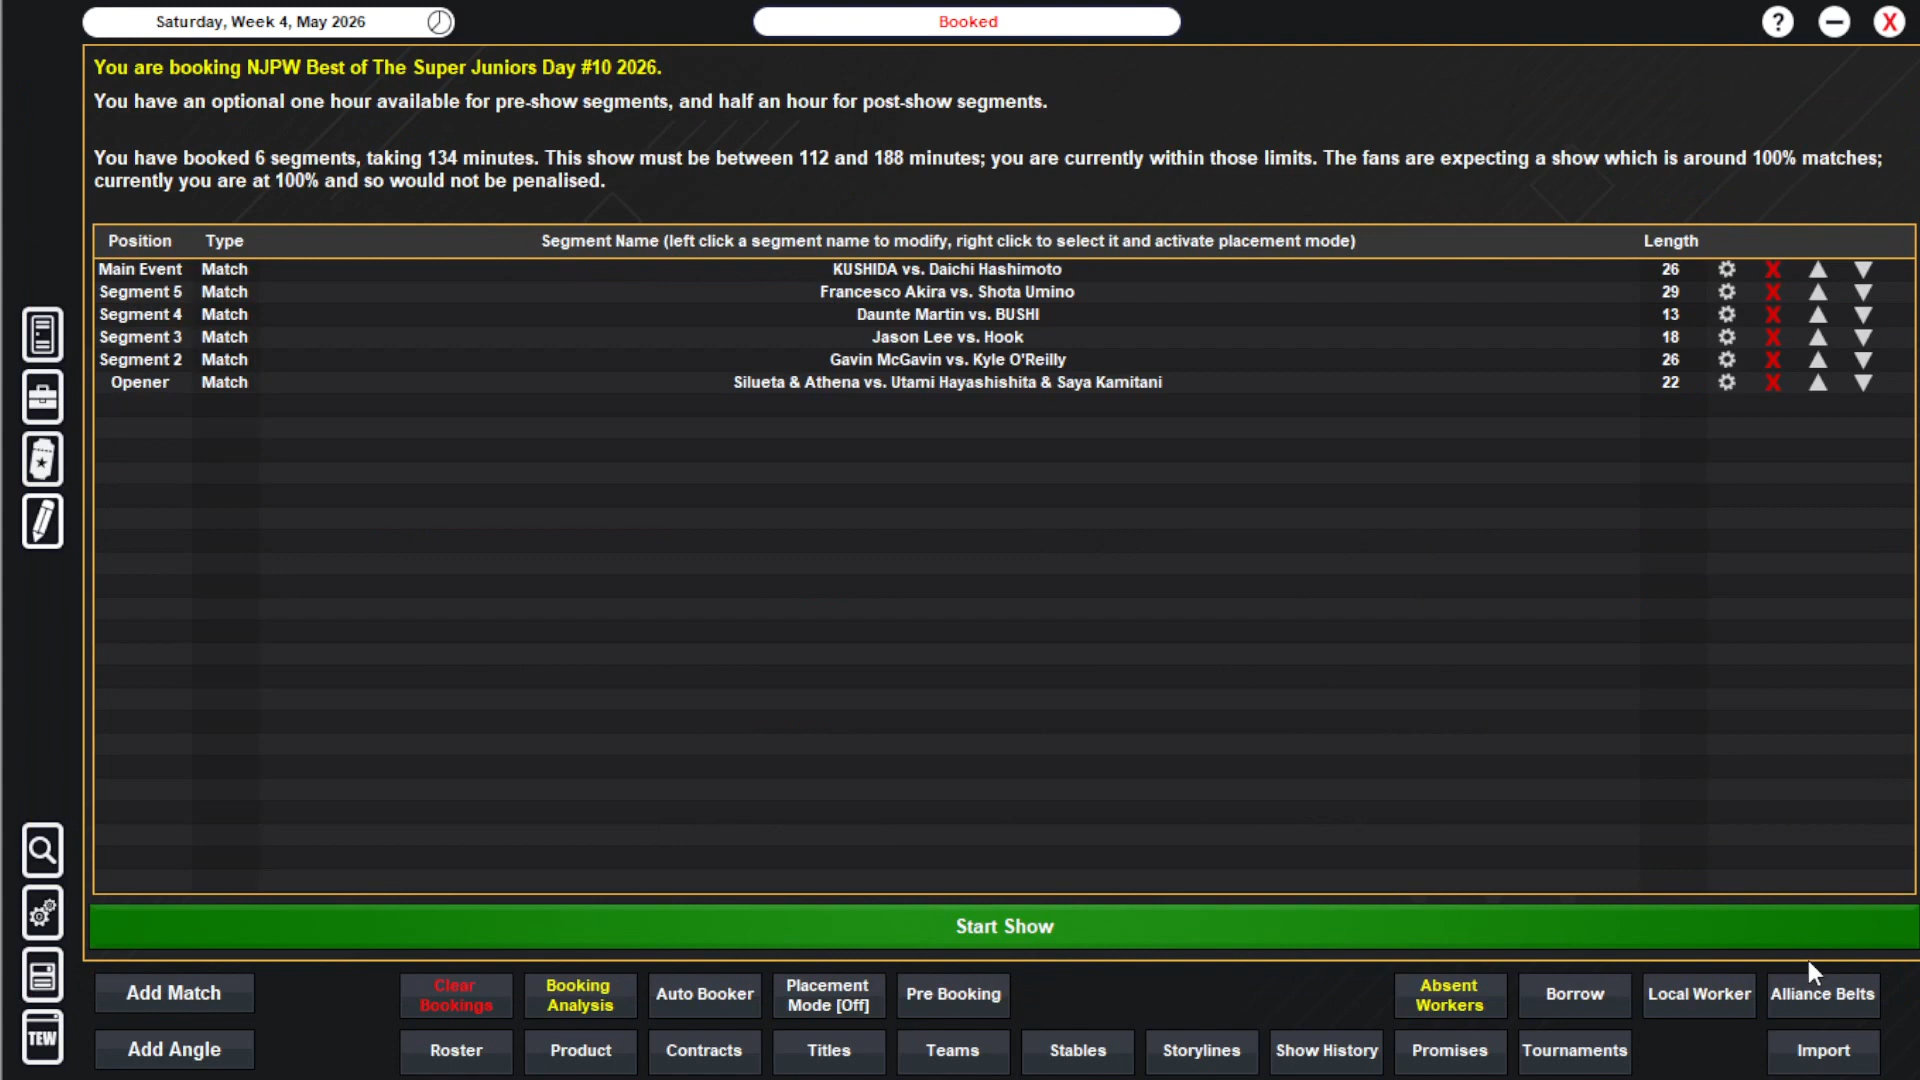 Saturday, Week 4, May 2026
Booked
?
X
You are booking NJPW Best of The Super Juniors Day #10 2026.
You have an optional one hour available for pre-show segments, and half an hour for post-show segments.
You have booked 6 segments, taking 134 minutes. This show must be between 112 and 188 minutes; you are currently within those limits. The fans are expecting a show which is around 100% matches;
currently you are at 100% and so would not be penalised.
Position Type Segment Name (left click a segment name to modify, right click to select it and activate placement mode) Length
Main Event Match KUSHIDA vs. Daichi Hashimoto 26 X
Segment 5 Match Francesco Akira vs. Shota Umino 29 X
Segment 4 Match Daunte Martin vs. BUSHI 13 X
Segment 3 Match Jason Lee vs. Hook 18 X
Segment 2 Match Gavin McGavin vs. Kyle O'Reilly 26 X
Opener Match Silueta & Athena vs. Utami Hayashishita & Saya Kamitani 22 X
Start Show
Add Match
Clear
Bookings
Booking
Analysis
Auto Booker
Placement
Mode [Off]
Pre Booking
Absent
Workers
Borrow
Local Worker
Alliance Belts
TEW
Add Angle
Roster
Product
Contracts
Titles
Teams
Stables
Storylines
Show History
Promises
Tournaments
Import